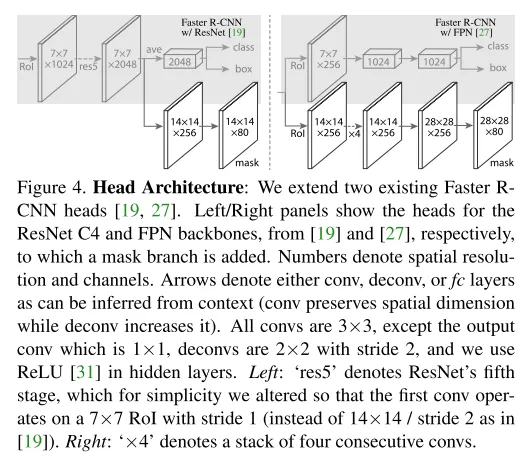 Faster R-CNN
w/ ResNet [19]
RoI
7×7
×1024
res5
7×7
×2048
ave
2048
class
box
14×14
×256
14×14
×80
mask
Faster R-CNN
w/ FPN [27]
RoI
7×7
×256
1024
1024
class
box
RoI
14×14
×256
×4
14×14
×256
28×28
×256
28×28
×80
mask
Figure 4. Head Architecture: We extend two existing Faster R-
CNN heads [19, 27]. Left/Right panels show the heads for the
ResNet C4 and FPN backbones, from [19] and [27], respectively,
to which a mask branch is added. Numbers denote spatial resolu-
tion and channels. Arrows denote either conv, deconv, or fc layers
as can be inferred from context (conv preserves spatial dimension
while deconv increases it). All convs are 3×3, except the output
conv which is 1×1, deconvs are 2×2 with stride 2, and we use
ReLU [31] in hidden layers. Left: ‘res5’ denotes ResNet’s fifth
stage, which for simplicity we altered so that the first conv oper-
ates on a 7×7 RoI with stride 1 (instead of 14×14 / stride 2 as in
[19]). Right: ‘×4’ denotes a stack of four consecutive convs.